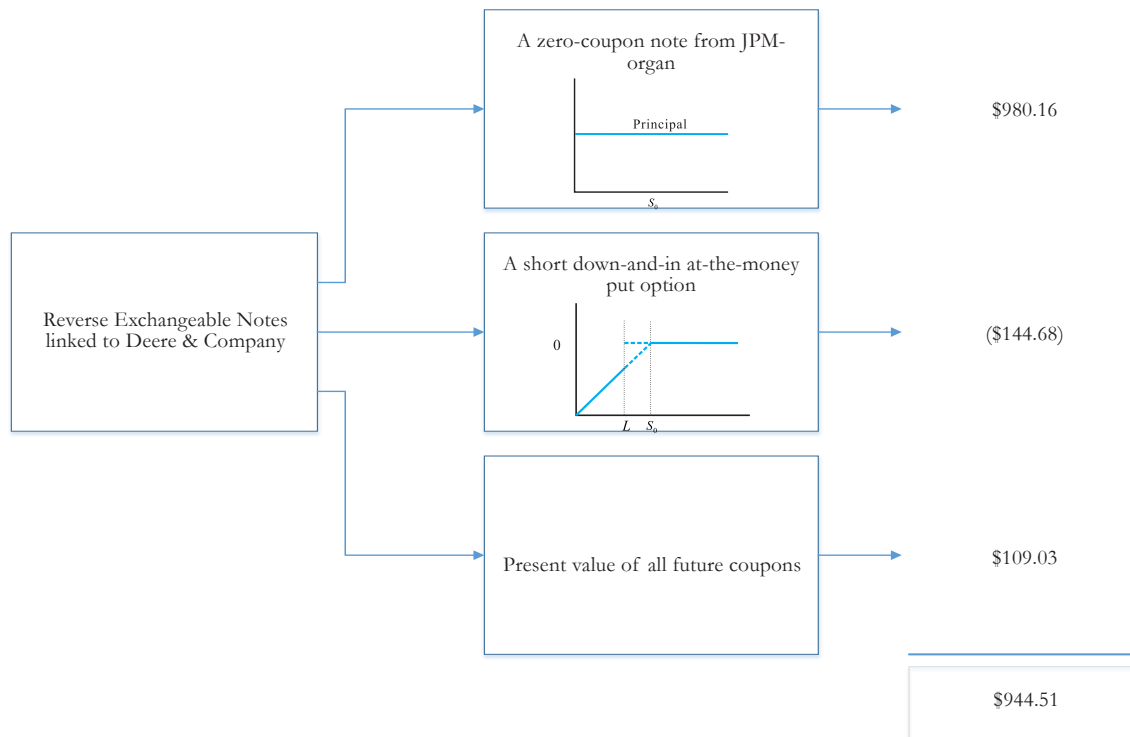 A zero-coupon note from JPM-
organ
Principal
S₀
$980.16
Reverse Exchangeable Notes
linked to Deere & Company
A short down-and-in at-the-money
put option
0
L S₀
($144.68)
Present value of all future coupons
$109.03
$944.51